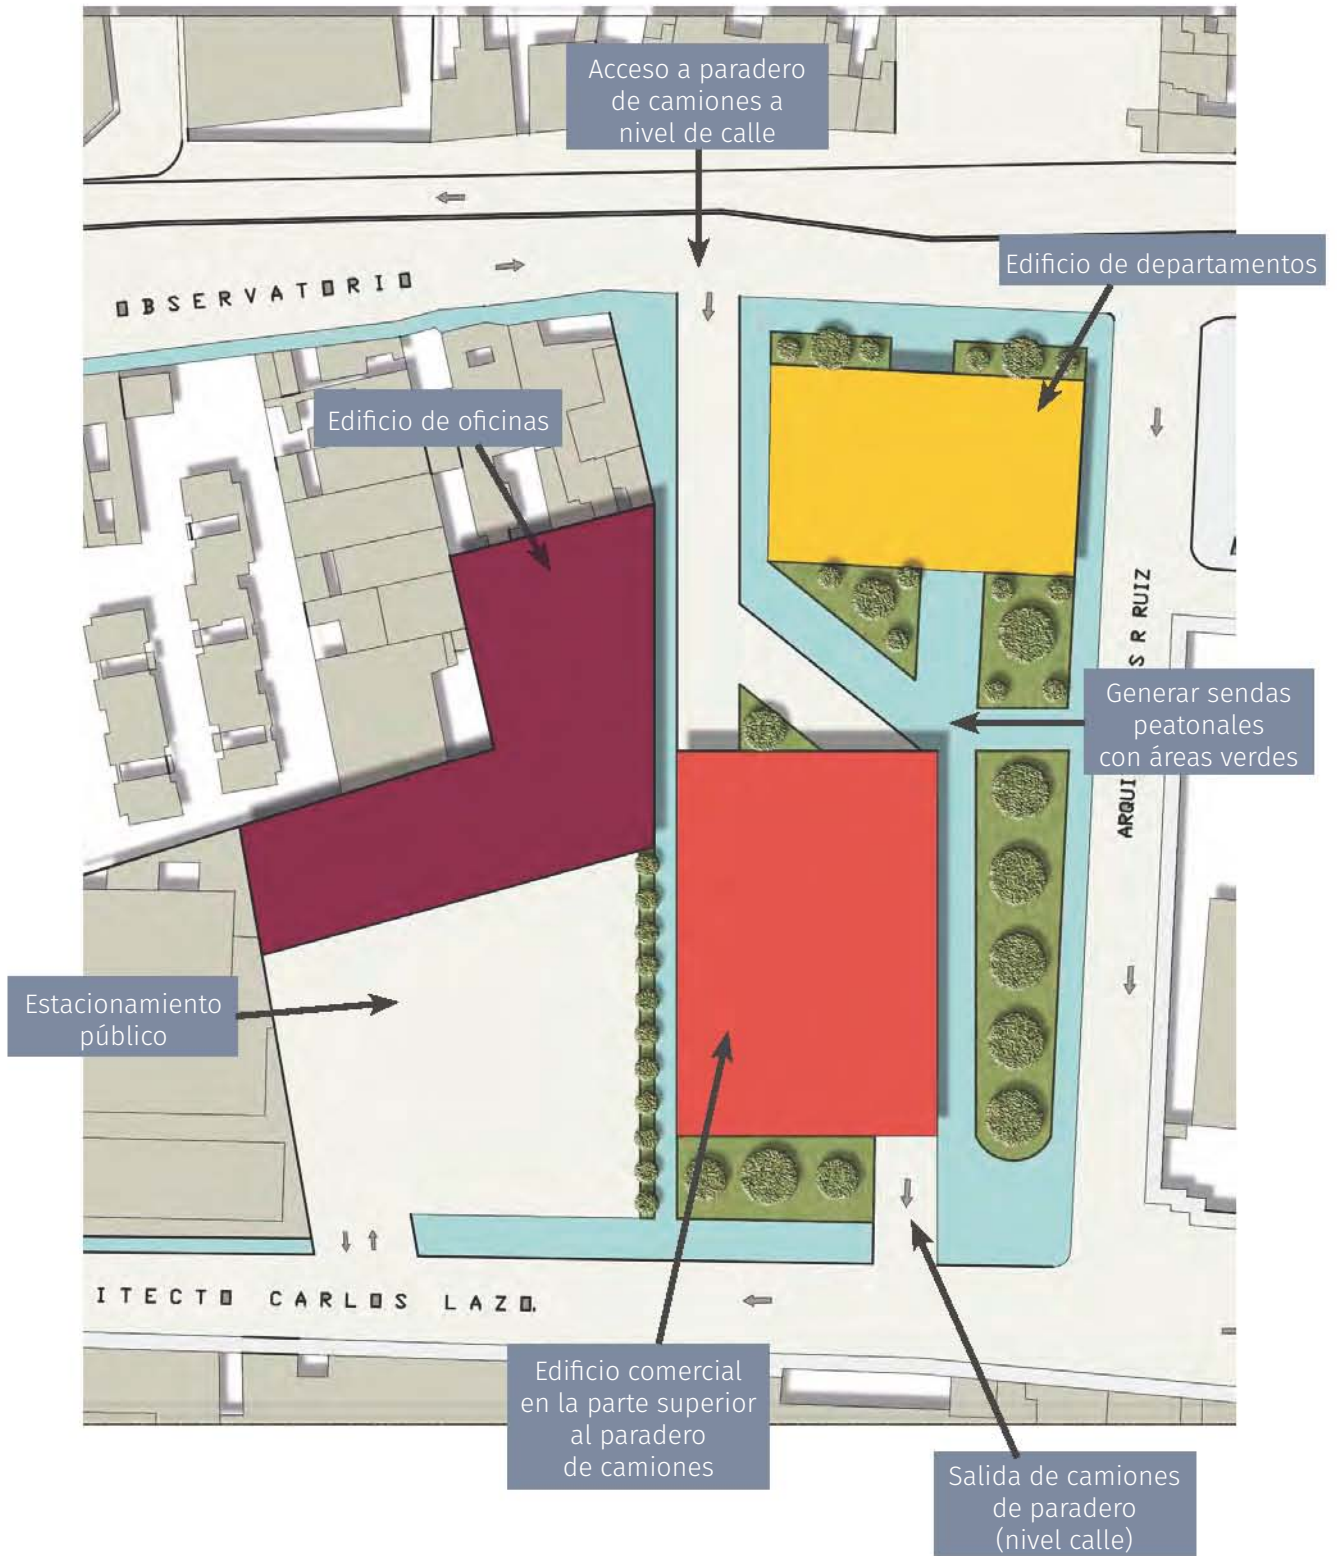 Acceso a paradero
de camiones a
nivel de calle
Edificio de departamentos
OBSERVATORIO
Edificio de oficinas
S R RUIZ
Generar sendas
peatonales
con áreas verdes
ARQUI
Estacionamiento
público
ITECTO CARLOS LAZO.
Edificio comercial
en la parte superior
al paradero
de camiones
Salida de camiones
de paradero
(nivel calle)